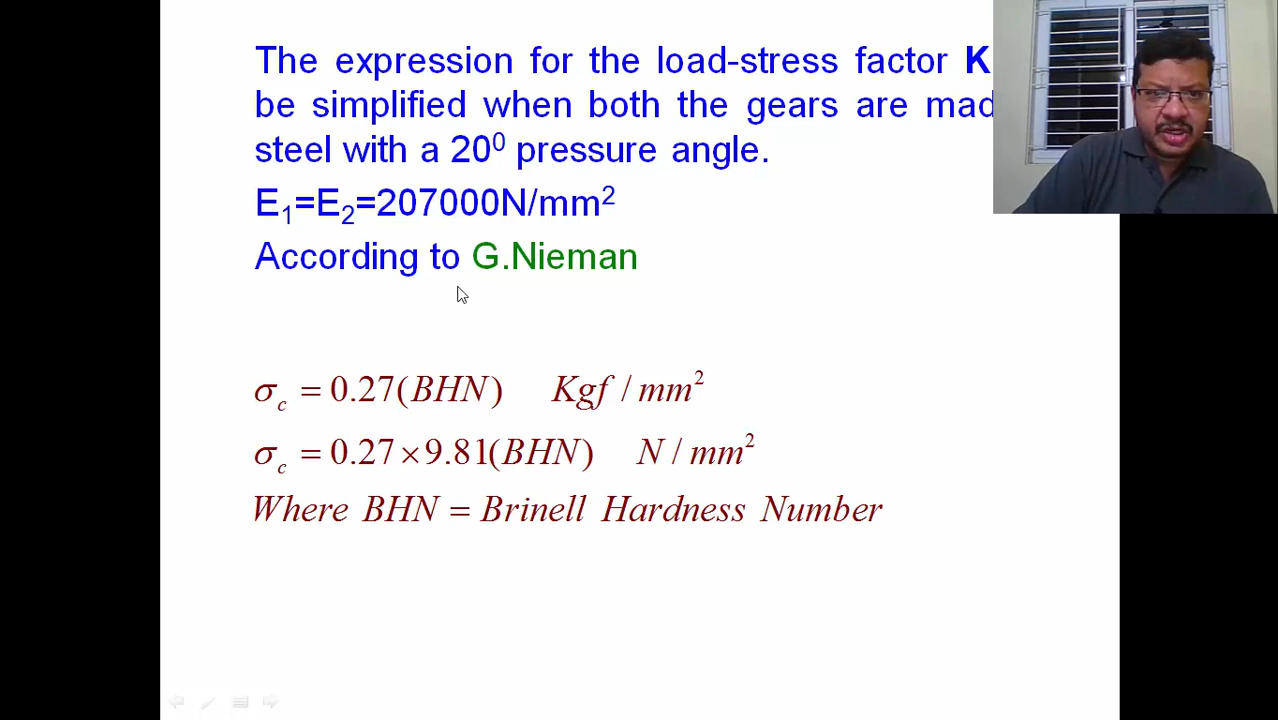 The expression for the load-stress factor K
be simplified when both the gears are mad
steel with a 20⁰ pressure angle.
E₁=E₂=207000N/mm²
According to G.Nieman
σ_c = 0.27(BHN) Kgf / mm²
σ_c = 0.27×9.81(BHN) N / mm²
Where BHN = Brinell Hardness Number